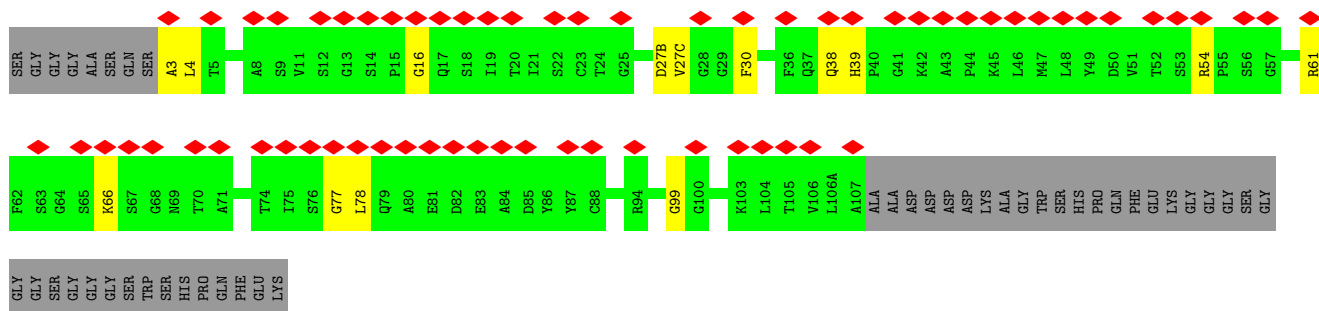 SER GLY GLY GLY ALA SER GLN SER A3 L4 T5 A8 S9 V11 S12 G13 S14 P15 G16 Q17 S18 I19 T20 I21 S22 C23 T24 G25 D27B V27C G28 G29 F30 F36 Q37 Q38 H39 P40 G41 K42 A43 P44 K45 L46 M47 L48 Y49 D50 V51 T52 S53 R54 P55 S56 G57 R61
F62 S63 G64 S65 K66 S67 G68 N69 T70 A71 T74 I75 S76 G77 L78 Q79 A80 E81 D82 E83 A84 D85 Y86 Y87 C88 R94 G99 G100 K103 L104 T105 V106 L106A A107 ALA ALA ASP ASP ASP ASP LYS ALA GLY TRP SER HIS PRO GLN PHE GLU LYS GLY GLY GLY SER GLY
GLY GLY SER GLY GLY GLY SER TRP SER HIS PRO GLN PHE GLU LYS